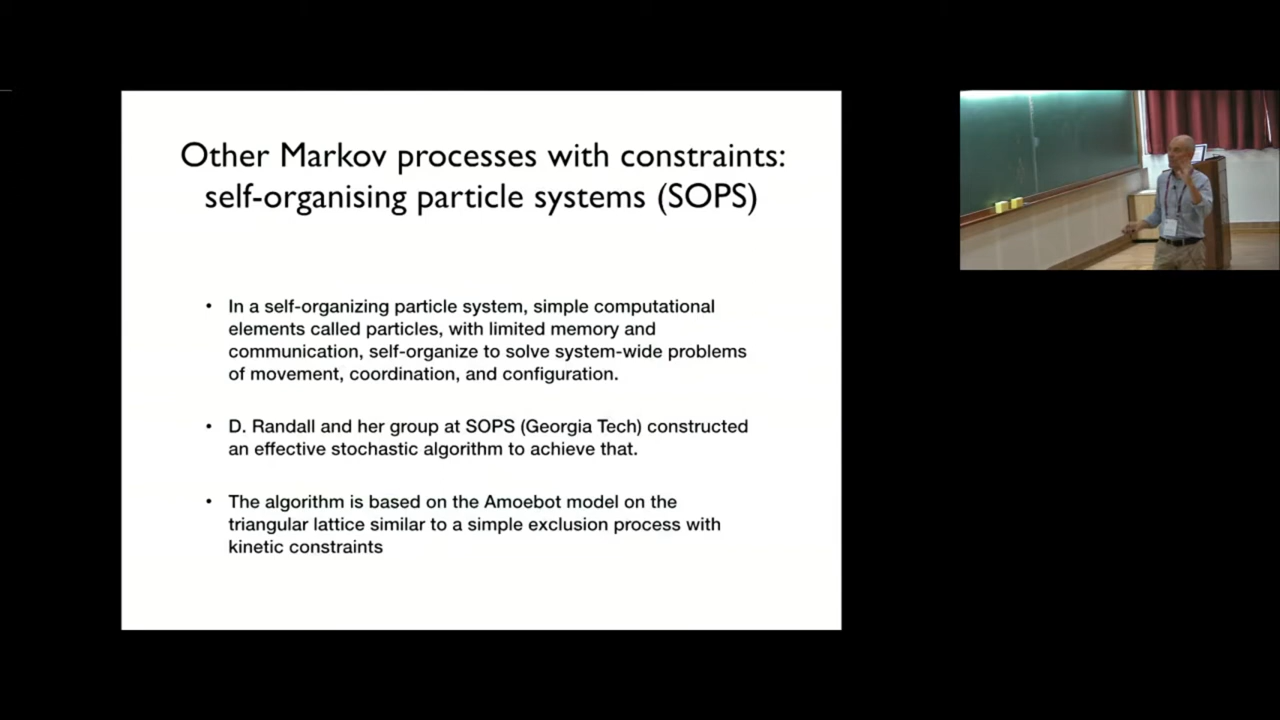 Other Markov processes with constraints:
self-organising particle systems (SOPS)
• In a self-organizing particle system, simple computational
elements called particles, with limited memory and
communication, self-organize to solve system-wide problems
of movement, coordination, and configuration.
• D. Randall and her group at SOPS (Georgia Tech) constructed
an effective stochastic algorithm to achieve that.
• The algorithm is based on the Amoebot model on the
triangular lattice similar to a simple exclusion process with
kinetic constraints